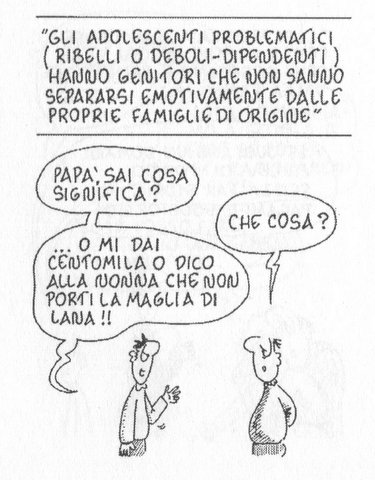 "GLI ADOLESCENTI PROBLEMATICI
(RIBELLI O DEBOLI-DIPENDENTI)
HANNO GENITORI CHE NON SANNO
SEPARARSI EMOTIVAMENTE DALLE
PROPRIE FAMIGLIE DI ORIGINE"
PAPA', SAI COSA
SIGNIFICA?
CHE COSA?
... O MI DAI
CENTOMILA O DICO
ALLA NONNA CHE NON
PORTI LA MAGLIA DI
LANA!!